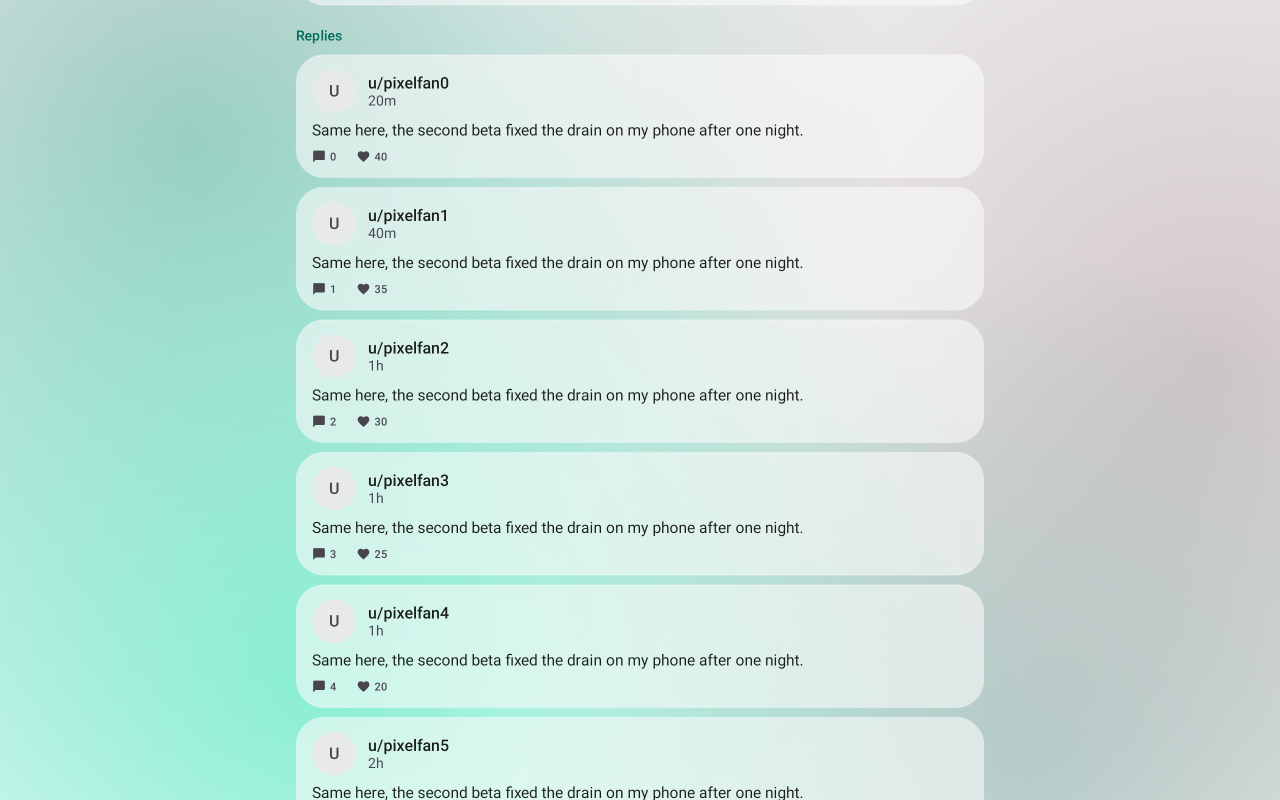 Replies
U
u/pixelfan0
20m
Same here, the second beta fixed the drain on my phone after one night.
0 40
U
u/pixelfan1
40m
Same here, the second beta fixed the drain on my phone after one night.
1 35
U
u/pixelfan2
1h
Same here, the second beta fixed the drain on my phone after one night.
2 30
U
u/pixelfan3
1h
Same here, the second beta fixed the drain on my phone after one night.
3 25
U
u/pixelfan4
1h
Same here, the second beta fixed the drain on my phone after one night.
4 20
U
u/pixelfan5
2h
Same here, the second beta fixed the drain on my phone after one night.